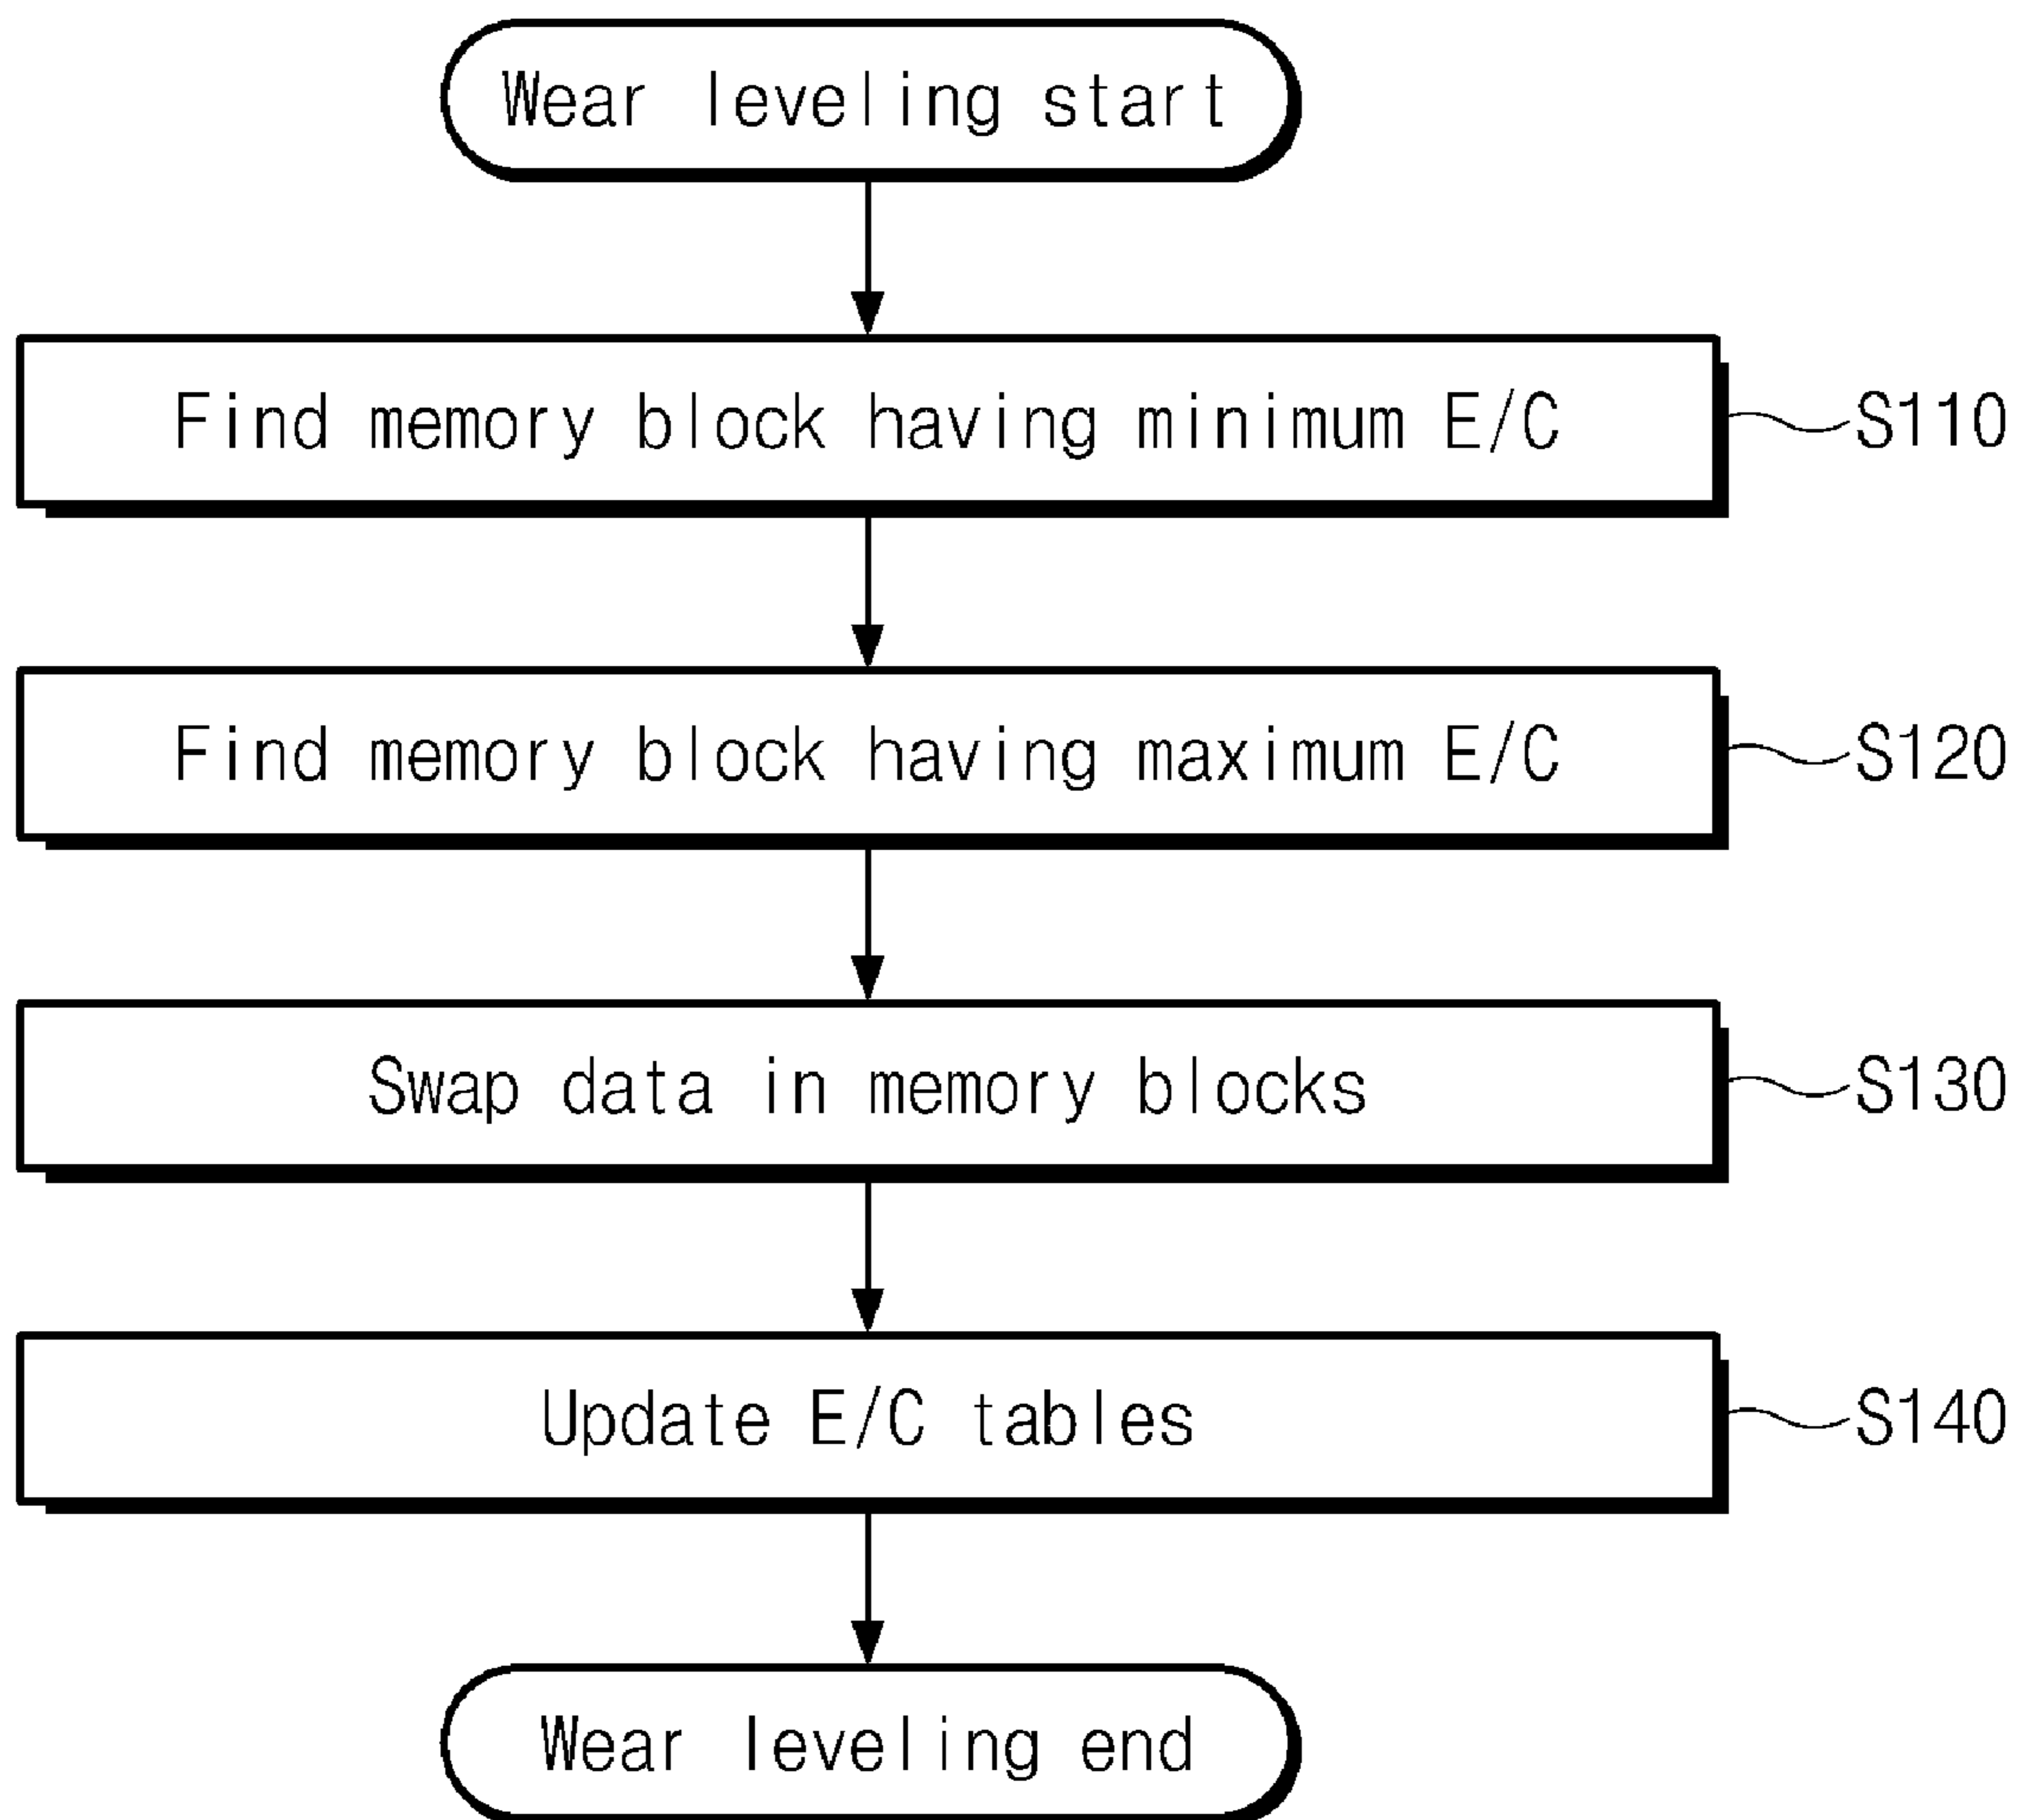 Wear leveling start
Find memory block having minimum E/C
S110
Find memory block having maximum E/C
S120
Swap data in memory blocks
S130
Update E/C tables
S140
Wear leveling end